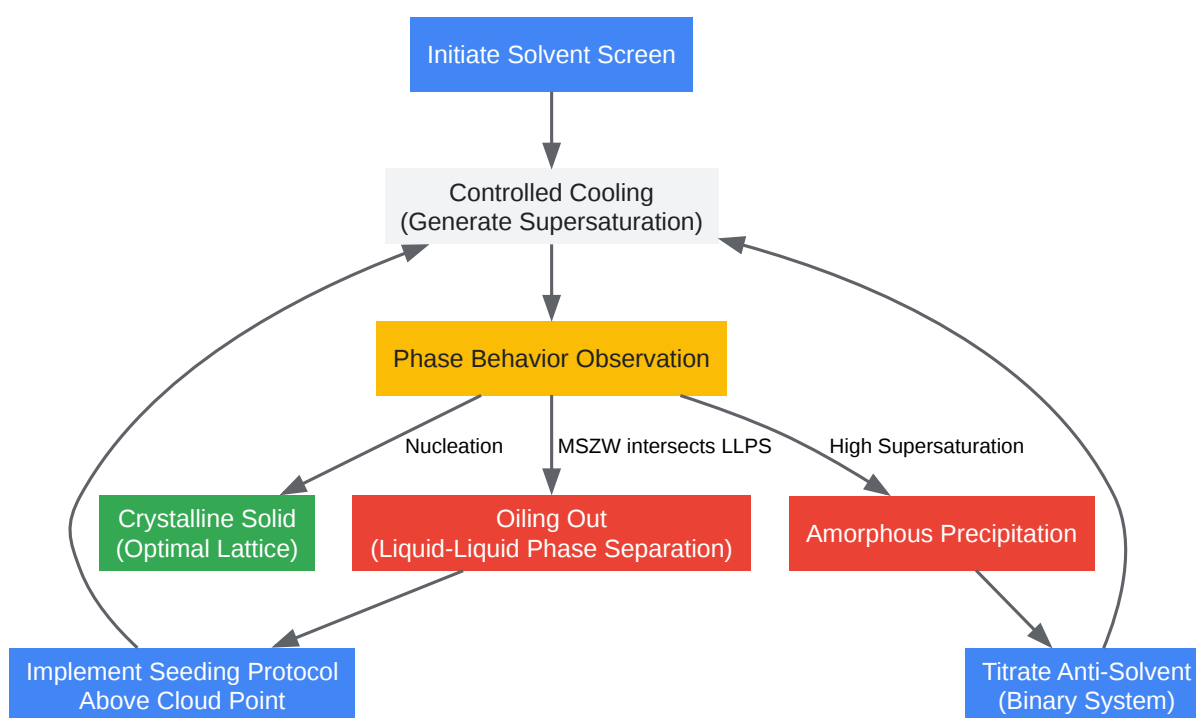 Initiate Solvent Screen
Controlled Cooling
(Generate Supersaturation)
Phase Behavior Observation
Nucleation
MSZW intersects LLPS
High Supersaturation
Crystalline Solid
(Optimal Lattice)
Oiling Out
(Liquid-Liquid Phase Separation)
Amorphous Precipitation
Implement Seeding Protocol
Above Cloud Point
Titrate Anti-Solvent
(Binary System)